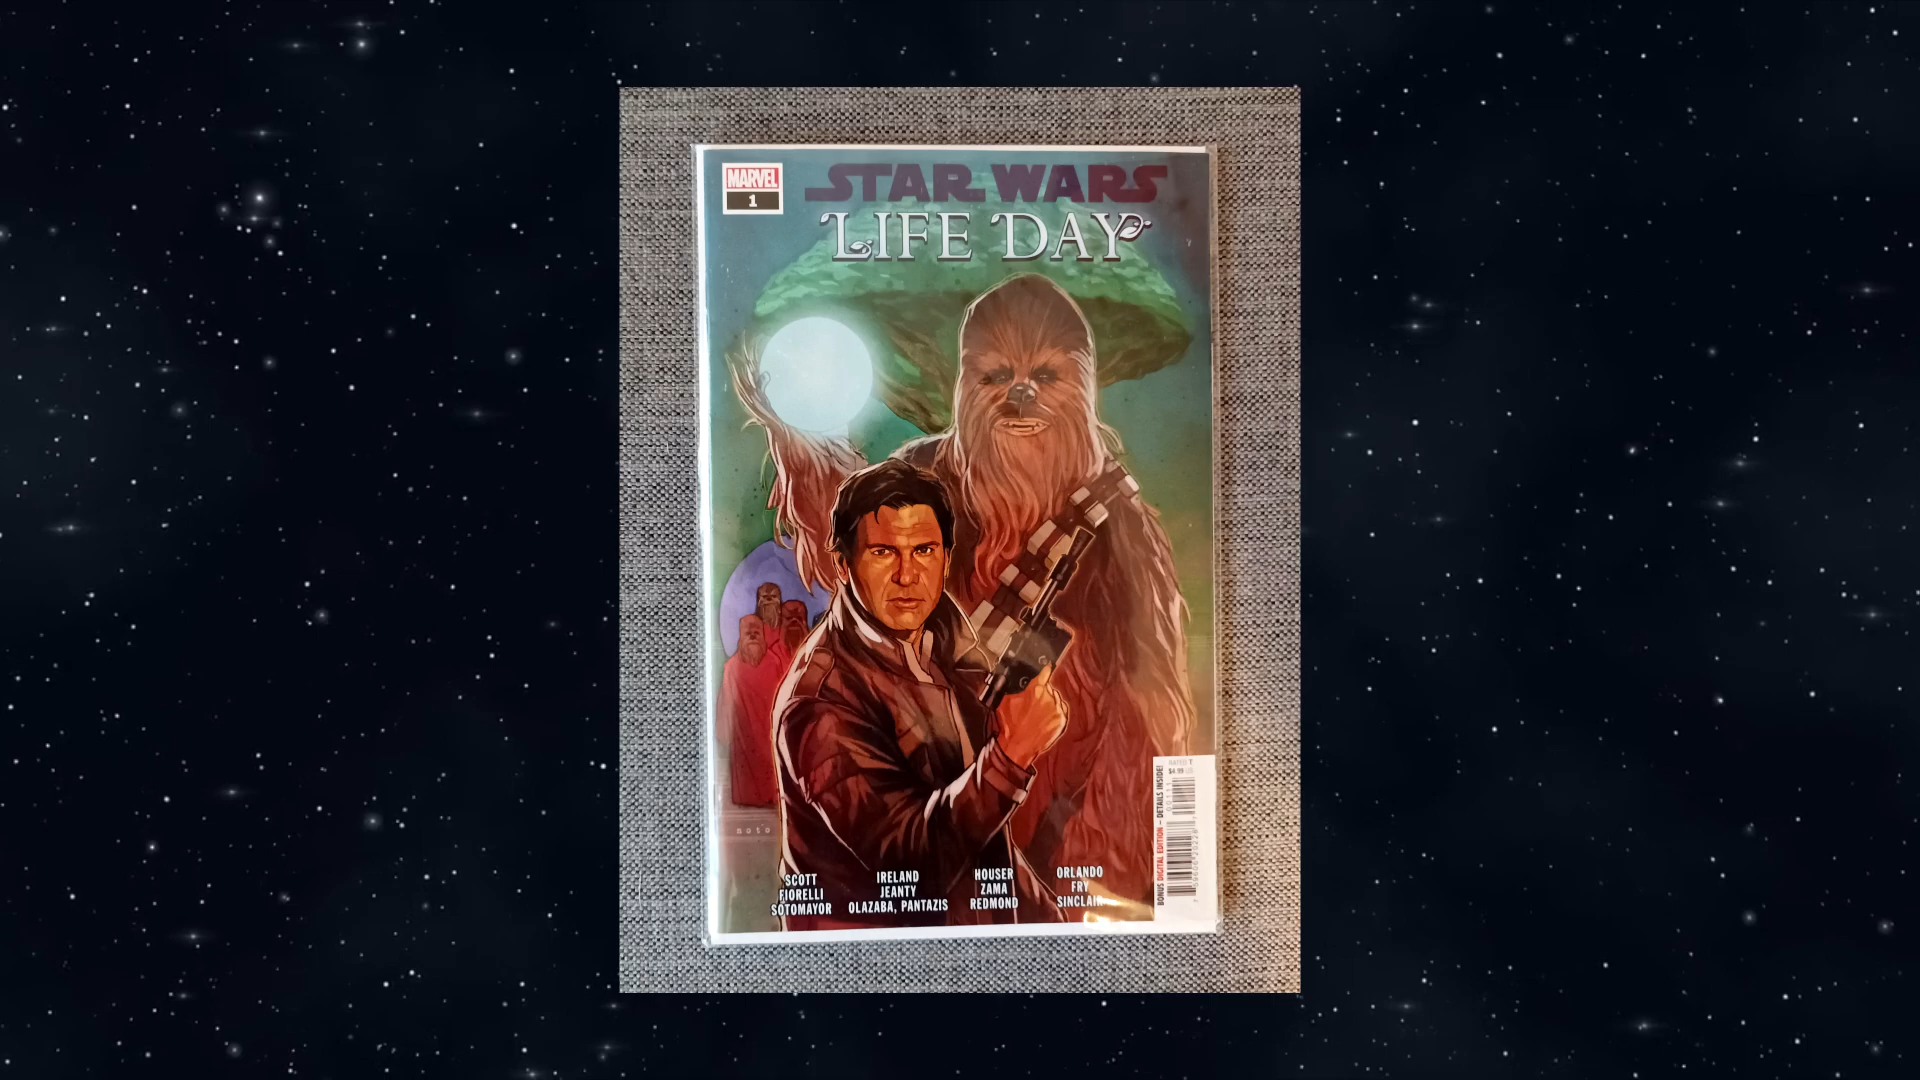 MARVEL
1
STAR WARS
LIFE DAY
noto
SCOTT
FIORELLI
SOTOMAYOR
IRELAND
JEANTY
OLAZABA, PANTAZIS
HOUSER
ZAMA
REDMOND
ORLANDO
FRY
SINCLAIR
RATED T
$4.99
BONUS DIGITAL EDITION – DETAILS INSIDE!